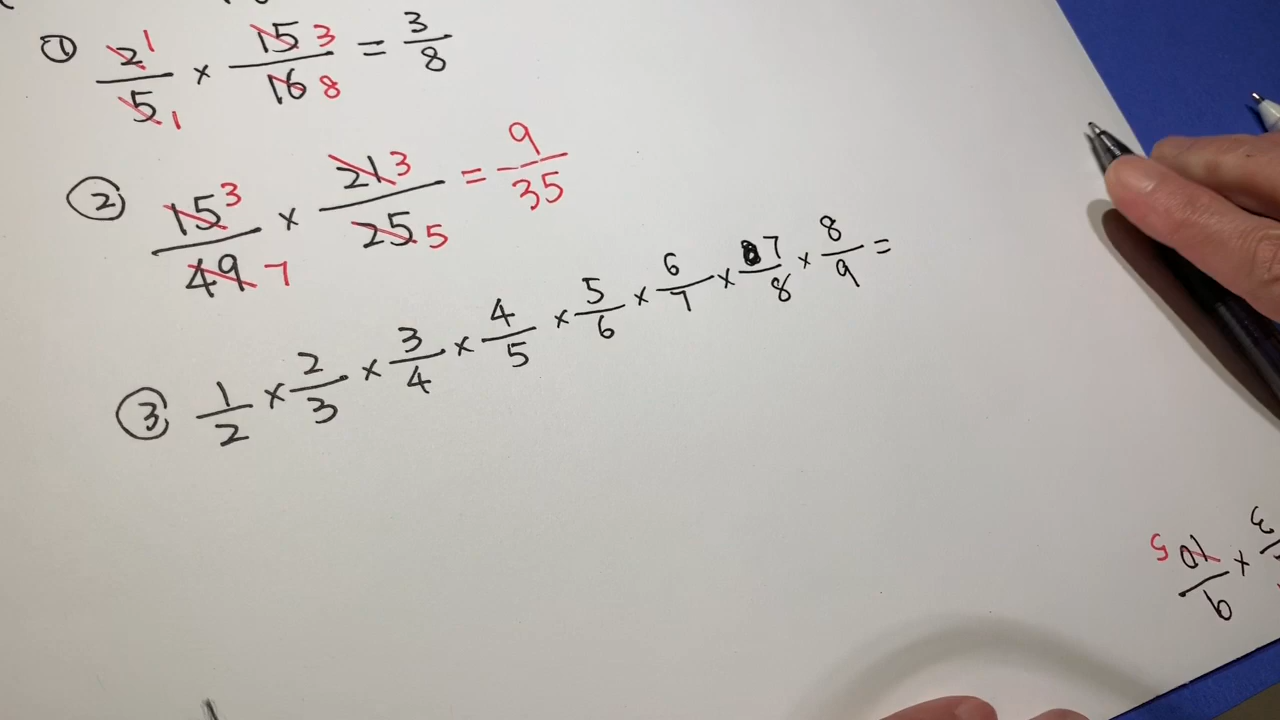 ① 2/5 1/1 × 15/16 3/8 = 3/8
② 15/49 3/7 × 21/25 3/5 = 9/35
③ 1/2 × 2/3 × 3/4 × 4/5 × 5/6 × 6/7 × 7/8 × 8/9 =